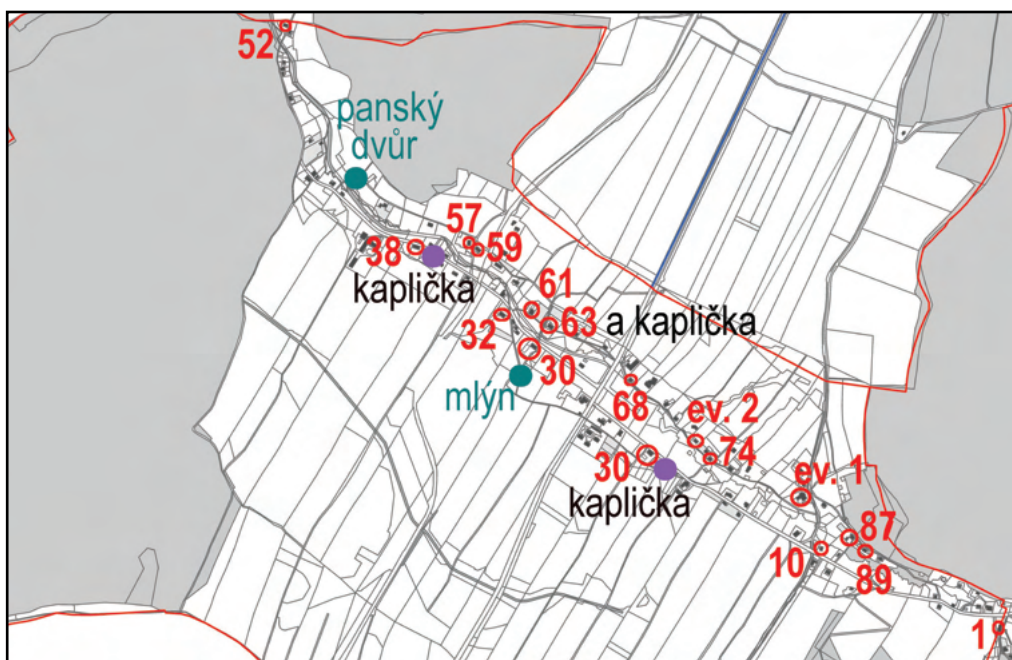 52
panský
dvůr
57
59
38
kaplička
61
63 a kaplička
32
30
mlýn
68
ev. 2
74
30
kaplička
ev. 1
87
10
89
1